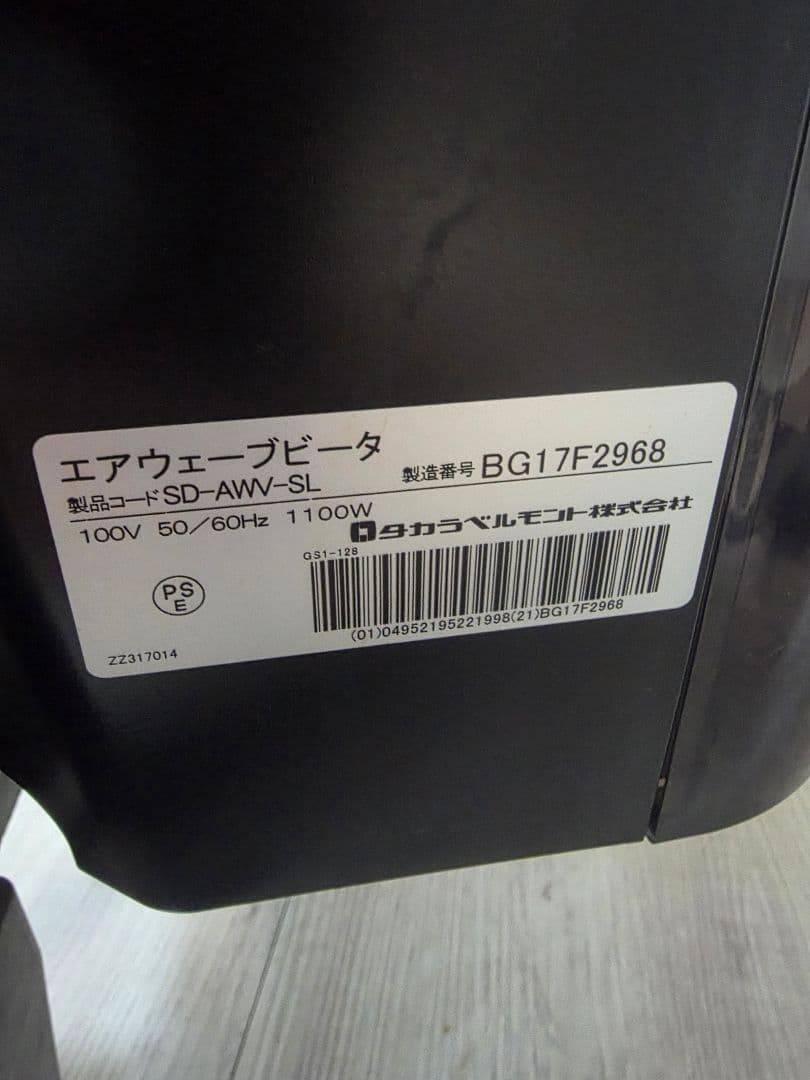 エアウェーブビータ
製品コード SD-AWV-SL
製造番号 BG17F2968
100V 50/60Hz 1100W
タカラベルモント株式会社
GS1-128
(01)04952195221998(21)BG17F2968
PS
E
ZZ317014